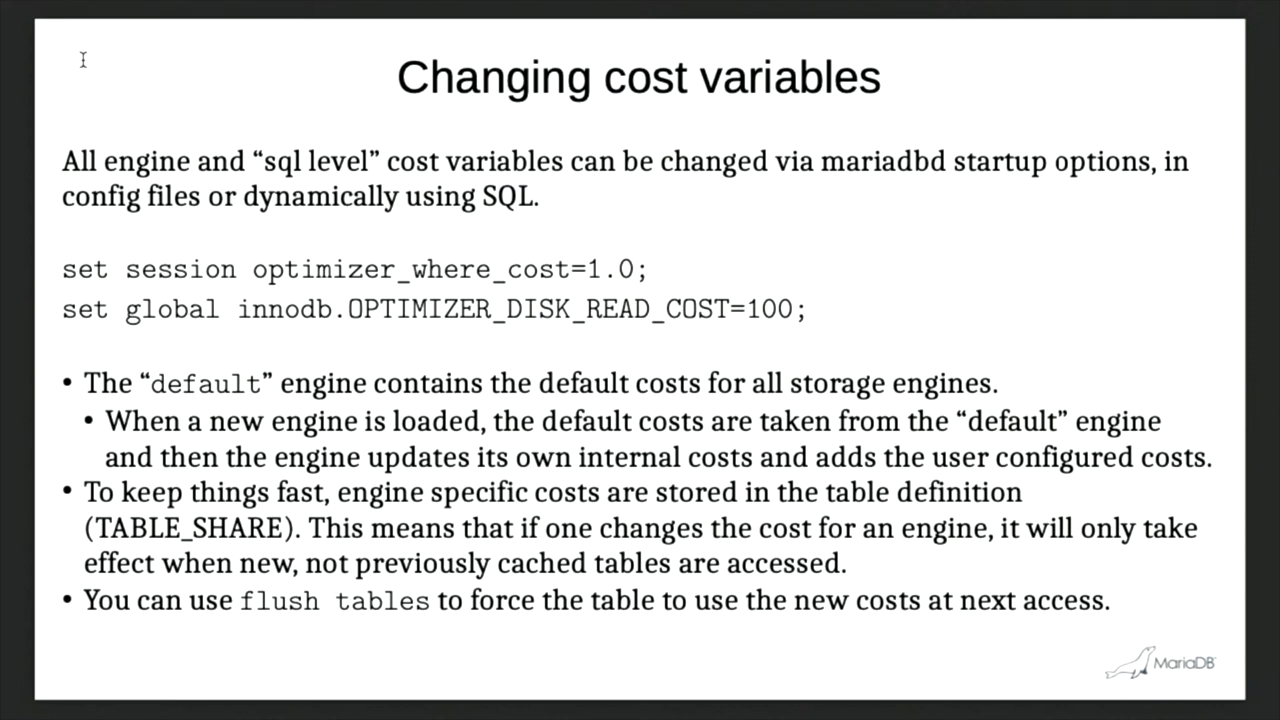 Changing cost variables
All engine and “sql level” cost variables can be changed via mariadbd startup options, in
config files or dynamically using SQL.
set session optimizer_where_cost=1.0;
set global innodb.OPTIMIZER_DISK_READ_COST=100;
• The “default” engine contains the default costs for all storage engines.
• When a new engine is loaded, the default costs are taken from the “default” engine
and then the engine updates its own internal costs and adds the user configured costs.
• To keep things fast, engine specific costs are stored in the table definition
(TABLE_SHARE). This means that if one changes the cost for an engine, it will only take
effect when new, not previously cached tables are accessed.
• You can use flush tables to force the table to use the new costs at next access.
MariaDB